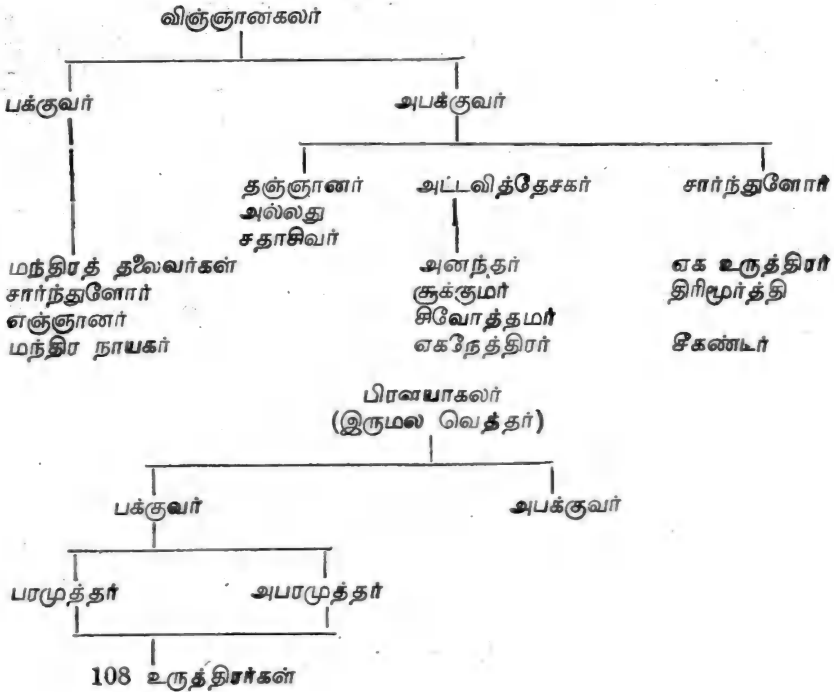 விஞ்ஞானகலர்
பக்குவர் அபக்குவர்
தஞ்ஞானர் அட்டவித்தேசகர் சார்ந்துளோர்
அல்லது
சதாசிவர்
மந்திரத் தலைவர்கள் அனந்தர் ஏக உருத்திரர்
சார்ந்துளோர் சூக்குமர் திரிமூர்த்தி
எஞ்ஞானர் சிவோத்தமர்
மந்திர நாயகர் ஏகநேத்திரர் சீகண்டர்
பிரளயாகலர்
(இருமல வெத்தர்)
பக்குவர் அபக்குவர்
பரமுத்தர் அபரமுத்தர்
108 உருத்திரர்கள்